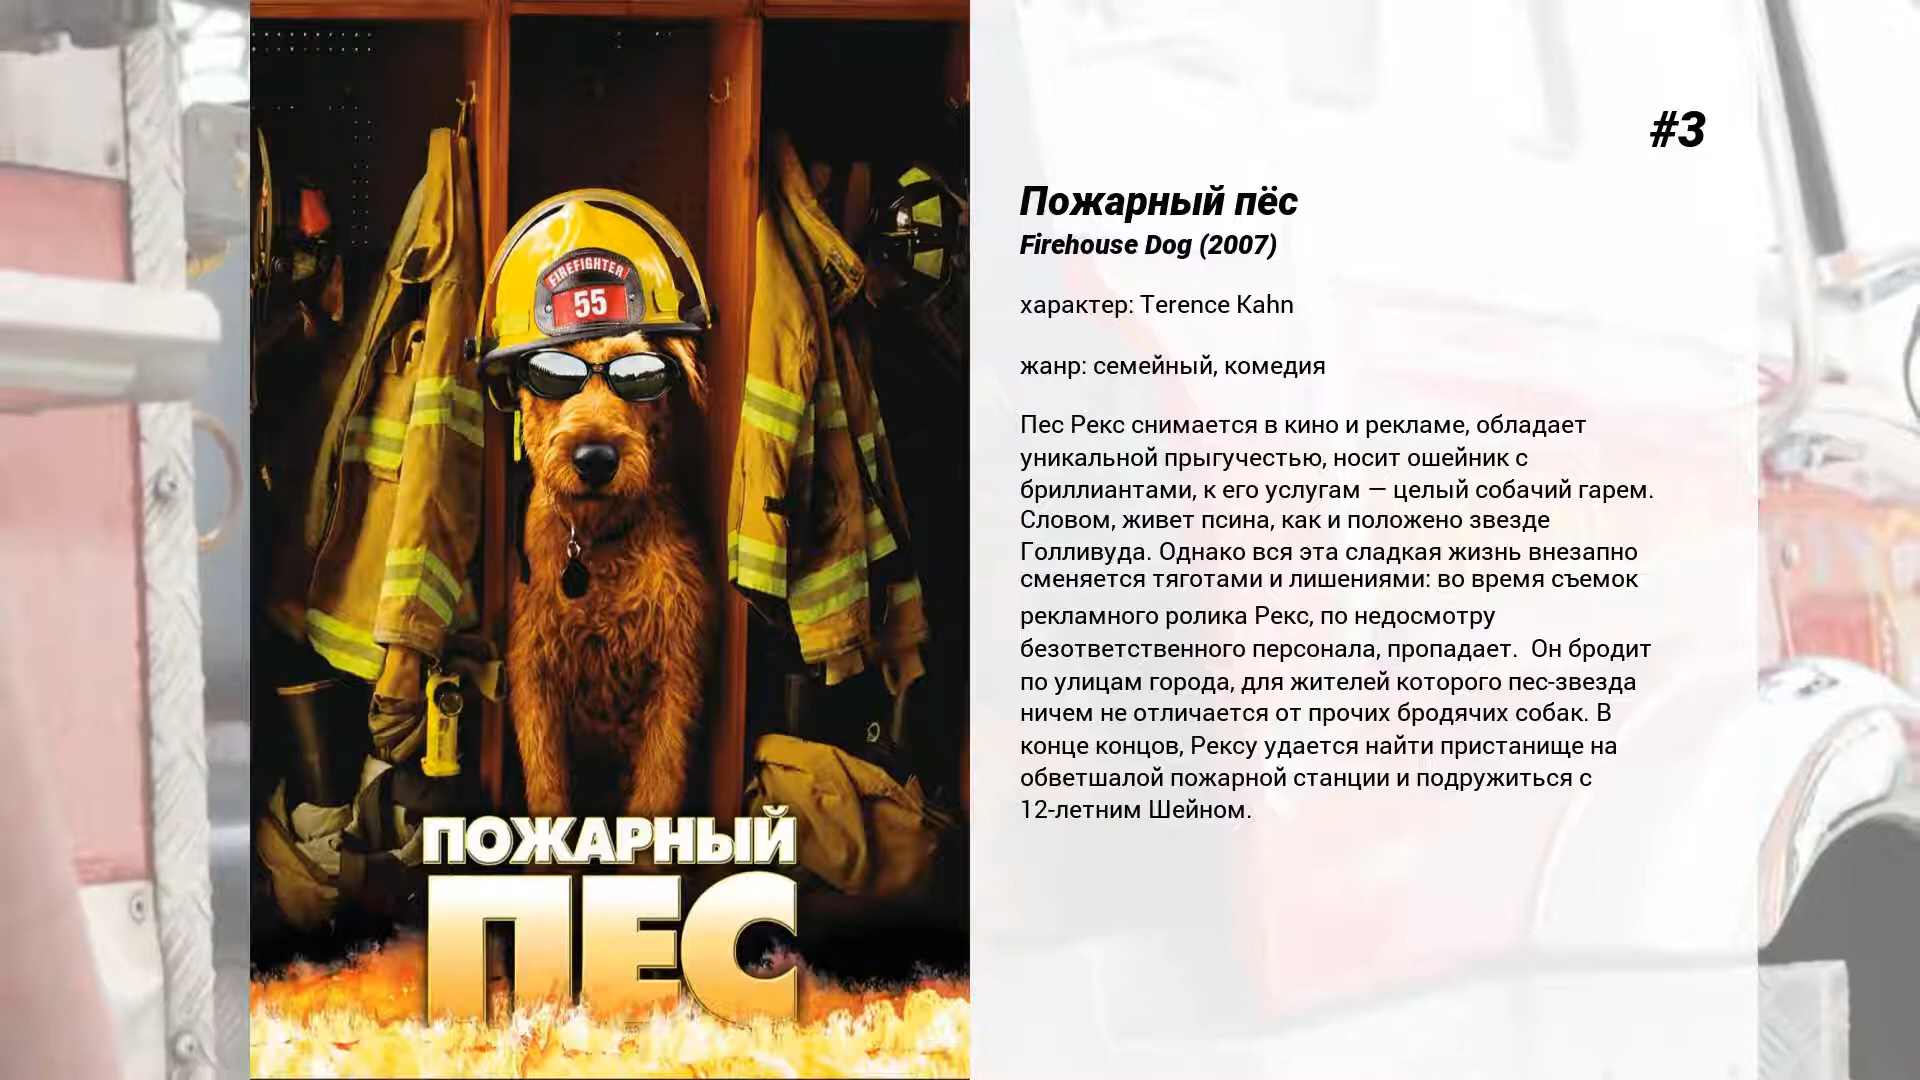 FIREFIGHTER
55
ПОЖАРНЫЙ
ПЕС
#3
Пожарный пёс
Firehouse Dog (2007)
характер: Terence Kahn
жанр: семейный, комедия
Пес Рекс снимается в кино и рекламе, обладает
уникальной прыгучестью, носит ошейник с
бриллиантами, к его услугам — целый собачий гарем.
Словом, живет псина, как и положено звезде
Голливуда. Однако вся эта сладкая жизнь внезапно
сменяется тяготами и лишениями: во время съемок
рекламного ролика Рекс, по недосмотру
безответственного персонала, пропадает.  Он бродит
по улицам города, для жителей которого пес-звезда
ничем не отличается от прочих бродячих собак. В
конце концов, Рексу удается найти пристанище на
обветшалой пожарной станции и подружиться с
12-летним Шейном.